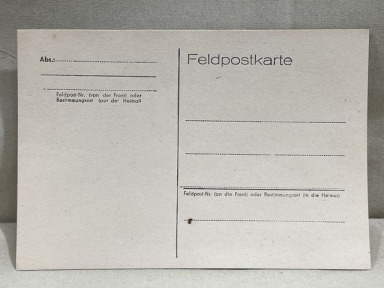 Abs.:
Feldpost-Nr. (von der Front) oder
Bestimmungsort (aus der Heimat)
Feldpostkarte
Feldpost-Nr. (an die Front) oder Bestimmungsort (in die Heimat)